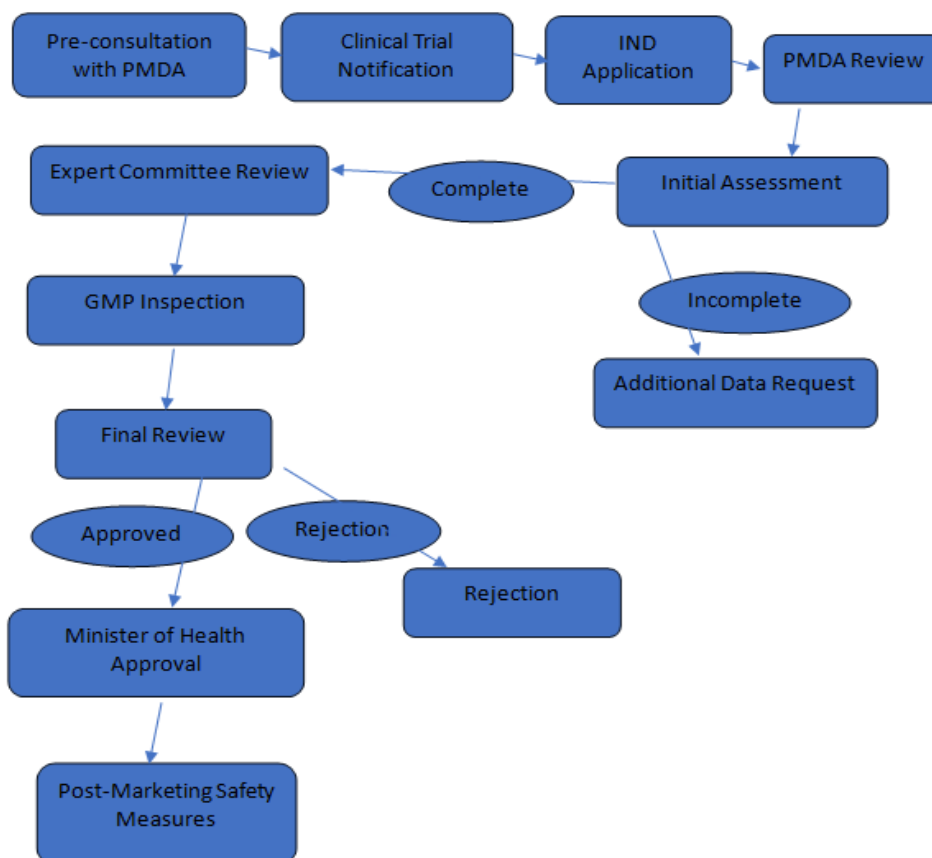 Pre-consultation
with PMDA
Clinical Trial
Notification
IND
Application
PMDA Review
Expert Committee Review
Complete
Initial Assessment
GMP Inspection
Incomplete
Additional Data Request
Final Review
Approved
Rejection
Rejection
Minister of Health
Approval
Post-Marketing Safety
Measures